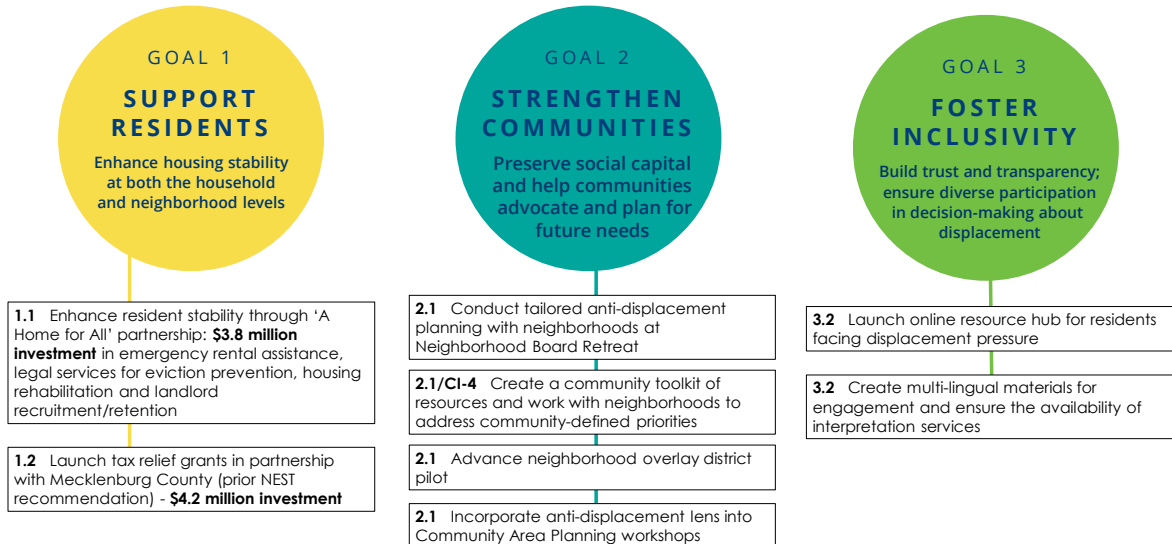 GOAL 1
SUPPORT
RESIDENTS
Enhance housing stability
at both the household
and neighborhood levels
1.1 Enhance resident stability through ‘A
Home for All’ partnership: $3.8 million
investment in emergency rental assistance,
legal services for eviction prevention, housing
rehabilitation and landlord
recruitment/retention
1.2 Launch tax relief grants in partnership
with Mecklenburg County (prior NEST
recommendation) - $4.2 million investment
GOAL 2
STRENGTHEN
COMMUNITIES
Preserve social capital
and help communities
advocate and plan for
future needs
2.1 Conduct tailored anti-displacement
planning with neighborhoods at
Neighborhood Board Retreat
2.1/CI-4 Create a community toolkit of
resources and work with neighborhoods to
address community-defined priorities
2.1 Advance neighborhood overlay district
pilot
2.1 Incorporate anti-displacement lens into
Community Area Planning workshops
GOAL 3
FOSTER
INCLUSIVITY
Build trust and transparency;
ensure diverse participation
in decision-making about
displacement
3.2 Launch online resource hub for residents
facing displacement pressure
3.2 Create multi-lingual materials for
engagement and ensure the availability of
interpretation services